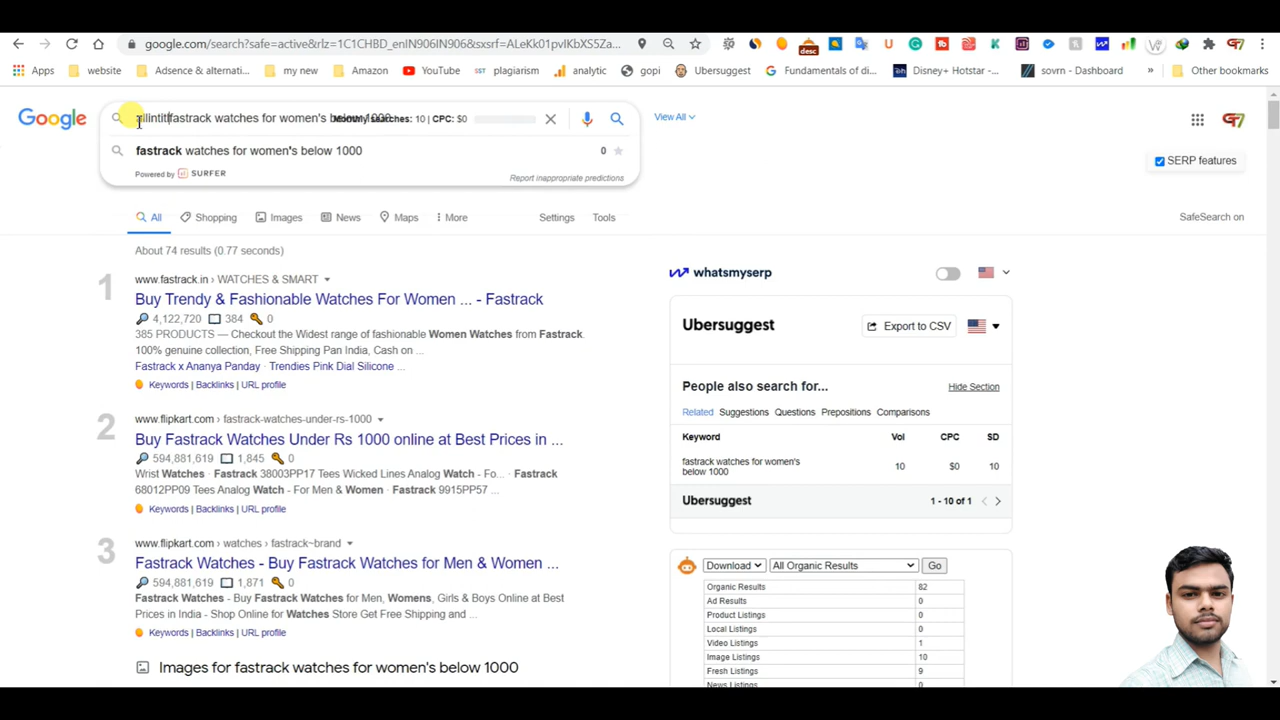 google.com/search?safe=active&rlz=1C1CHBD_enIN906IN906&sxsrf=ALeKk01pvIKbXS5Za...
Apps
website
Adsence & alternati...
my new
Amazon
YouTube
SST plagiarism
analytic
gopi
Ubersuggest
Fundamentals of di...
Disney+ Hotstar -...
sovrn - Dashboard
»
Other bookmarks
Google
fastrack watches for women's below 1000
Monthly searches: 10 | CPC: $0
View All
SERP features
fastrack watches for women's below 1000
0
Powered by SURFER
Report inappropriate predictions
All
Shopping
Images
News
Maps
More
Settings
Tools
SafeSearch on
About 74 results (0.77 seconds)
1
www.fastrack.in › WATCHES & SMART
Buy Trendy & Fashionable Watches For Women ... - Fastrack
4,122,720 384 0
385 PRODUCTS — Checkout the Widest range of fashionable Women Watches from Fastrack.
100% genuine collection, Free Shipping Pan India, Cash on ...
Fastrack x Ananya Panday · Trendies Pink Dial Silicone ...
Keywords | Backlinks | URL profile
2
www.flipkart.com › fastrack-watches-under-rs-1000
Buy Fastrack Watches Under Rs 1000 online at Best Prices in ...
594,881,619 1,845 0
Wrist Watches · Fastrack 38003PP17 Tees Wicked Lines Analog Watch - Fo... · Fastrack
68012PP09 Tees Analog Watch - For Men & Women · Fastrack 9915PP57 ...
Keywords | Backlinks | URL profile
3
www.flipkart.com › watches › fastrack~brand
Fastrack Watches - Buy Fastrack Watches for Men & Women ...
594,881,619 1,871 0
Fastrack Watches - Buy Fastrack Watches for Men, Womens, Girls & Boys Online at Best
Prices in India - Shop Online for Watches Store Get Free Shipping and ...
Keywords | Backlinks | URL profile
Images for fastrack watches for women's below 1000
whatsmyserp
Ubersuggest
Export to CSV
People also search for...
Hide Section
Related Suggestions Questions Prepositions Comparisons
Keyword Vol CPC SD
fastrack watches for women's
below 1000
10 $0 10
Ubersuggest
1 - 10 of 1
Download
All Organic Results
Go
Organic Results 82
Ad Results 0
Product Listings 0
Local Listings 0
Video Listings 1
Image Listings 10
Fresh Listings 9
News Listings